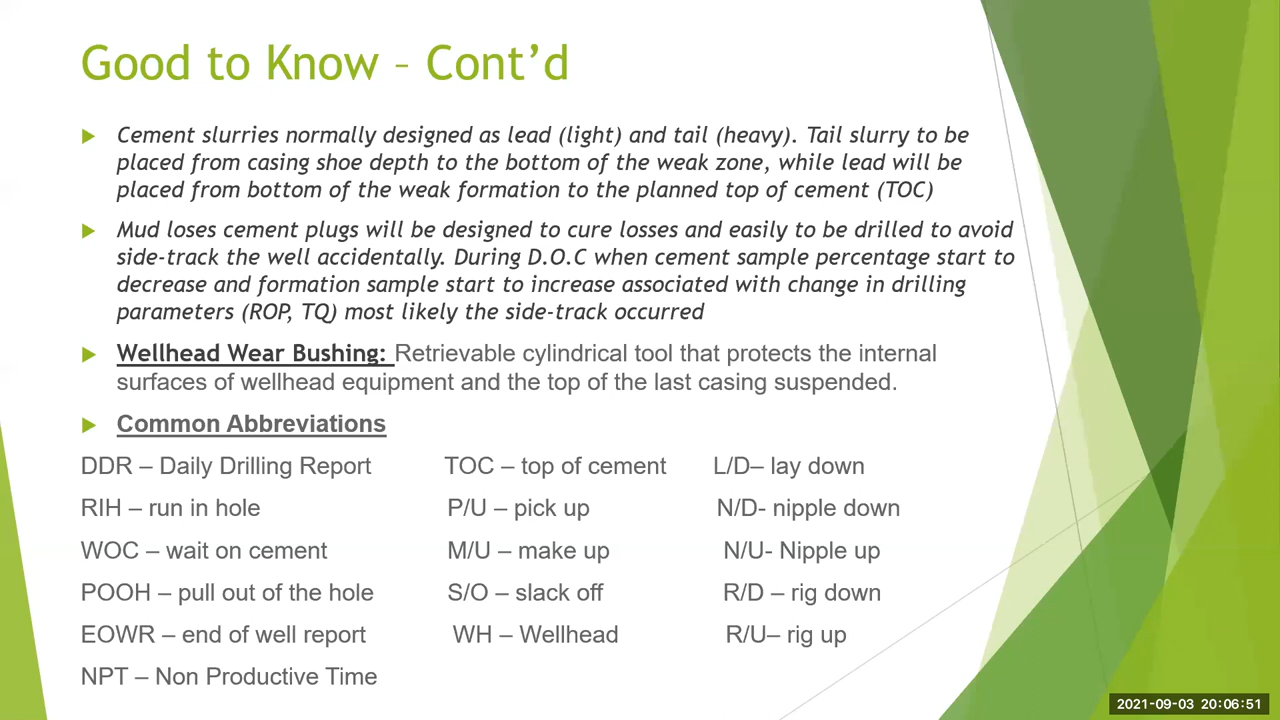 Good to Know – Cont’d
Cement slurries normally designed as lead (light) and tail (heavy). Tail slurry to be
placed from casing shoe depth to the bottom of the weak zone, while lead will be
placed from bottom of the weak formation to the planned top of cement (TOC)
Mud loses cement plugs will be designed to cure losses and easily to be drilled to avoid
side-track the well accidentally. During D.O.C when cement sample percentage start to
decrease and formation sample start to increase associated with change in drilling
parameters (ROP, TQ) most likely the side-track occurred
Wellhead Wear Bushing: Retrievable cylindrical tool that protects the internal
surfaces of wellhead equipment and the top of the last casing suspended.
Common Abbreviations
DDR – Daily Drilling Report TOC – top of cement L/D– lay down
RIH – run in hole P/U – pick up N/D- nipple down
WOC – wait on cement M/U – make up N/U- Nipple up
POOH – pull out of the hole S/O – slack off R/D – rig down
EOWR – end of well report WH – Wellhead R/U– rig up
NPT – Non Productive Time
2021-09-03 20:06:51